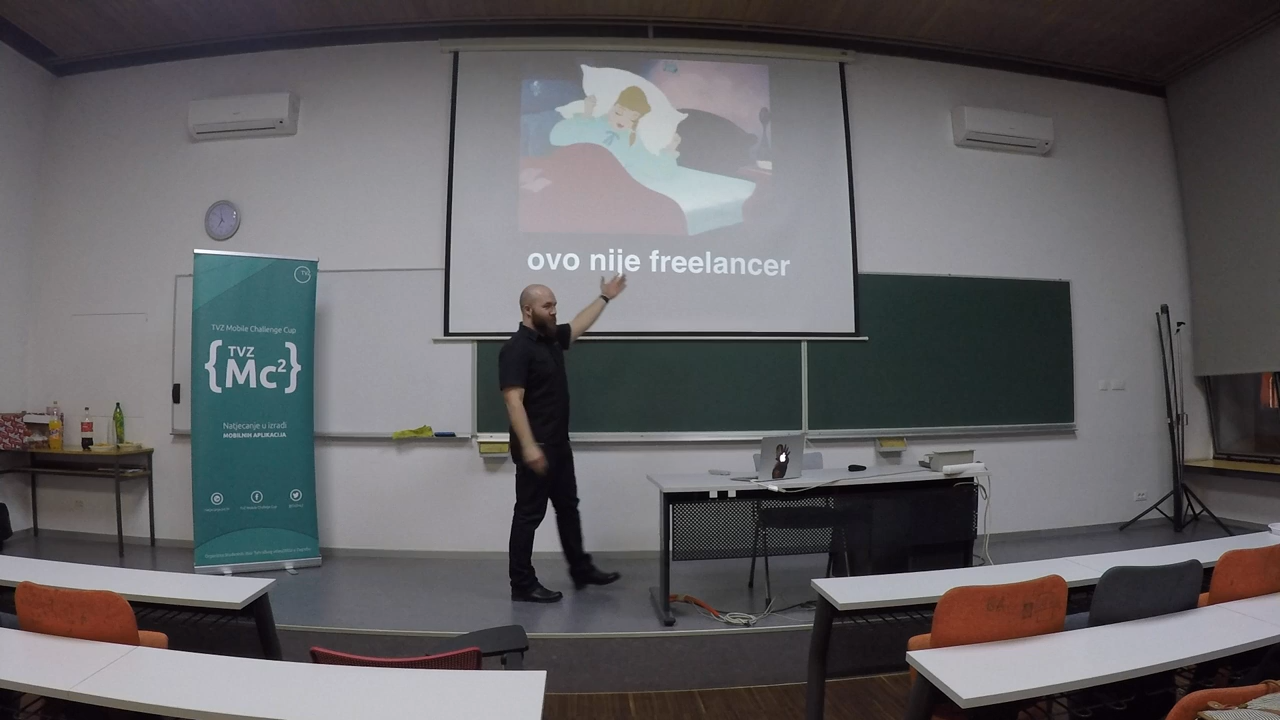 ovo nije freelancer
TVZ Mobile Challenge Cup
{TVZ Mc²}
Natjecanje u izradi
MOBILNIH APLIKACIJA